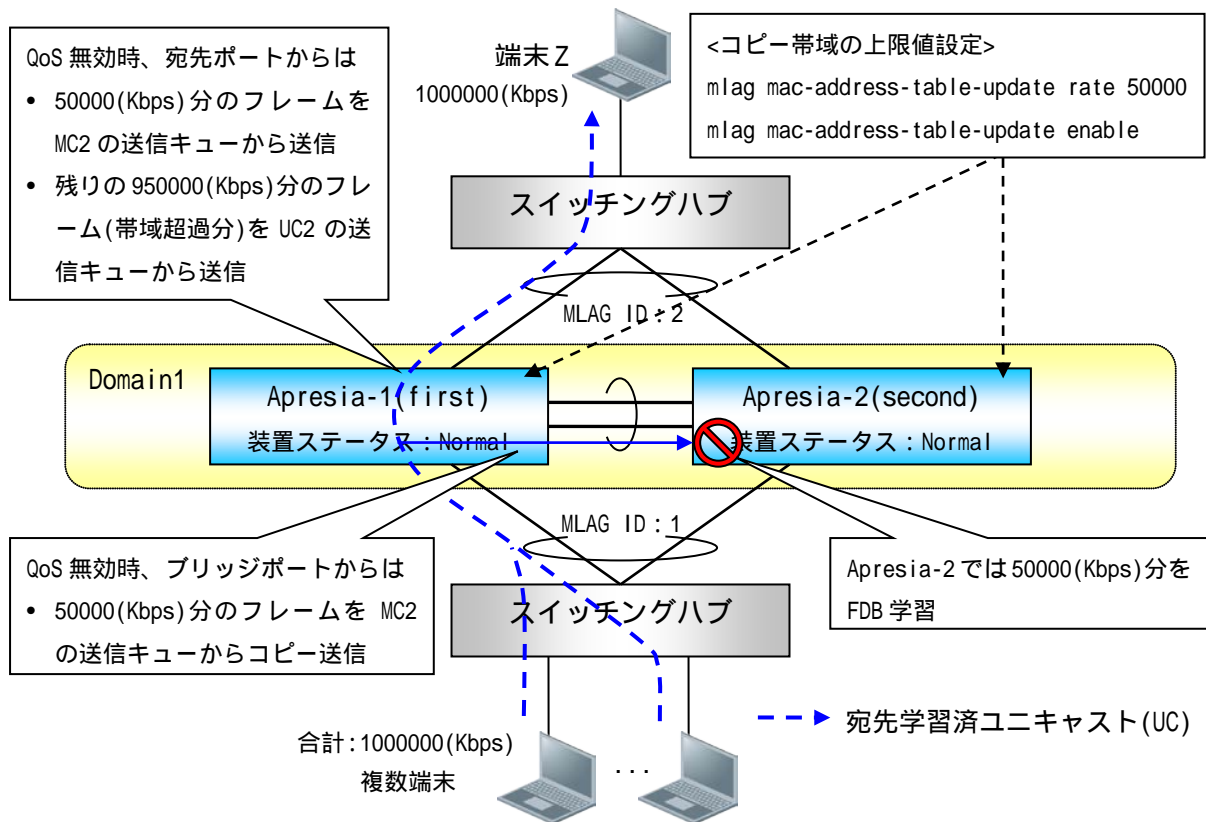 QoS 無効時、宛先ポートからは
• 50000(Kbps)分のフレームを
MC2 の送信キューから送信
• 残りの 950000(Kbps)分のフレ
ーム(帯域超過分)を UC2 の送
信キューから送信
端末 Z
1000000(Kbps)
<コピー帯域の上限値設定>
mlag mac-address-table-update rate 50000
mlag mac-address-table-update enable
スイッチングハブ
MLAG ID：2
Domain1
Apresia-1(first)
装置ステータス：Normal
Apresia-2(second)
装置ステータス：Normal
MLAG ID：1
QoS 無効時、ブリッジポートからは
• 50000(Kbps)分のフレームを MC2
の送信キューからコピー送信
Apresia-2 では 50000(Kbps)分を
FDB 学習
スイッチングハブ
合計：1000000(Kbps)
複数端末
...
宛先学習済ユニキャスト(UC)